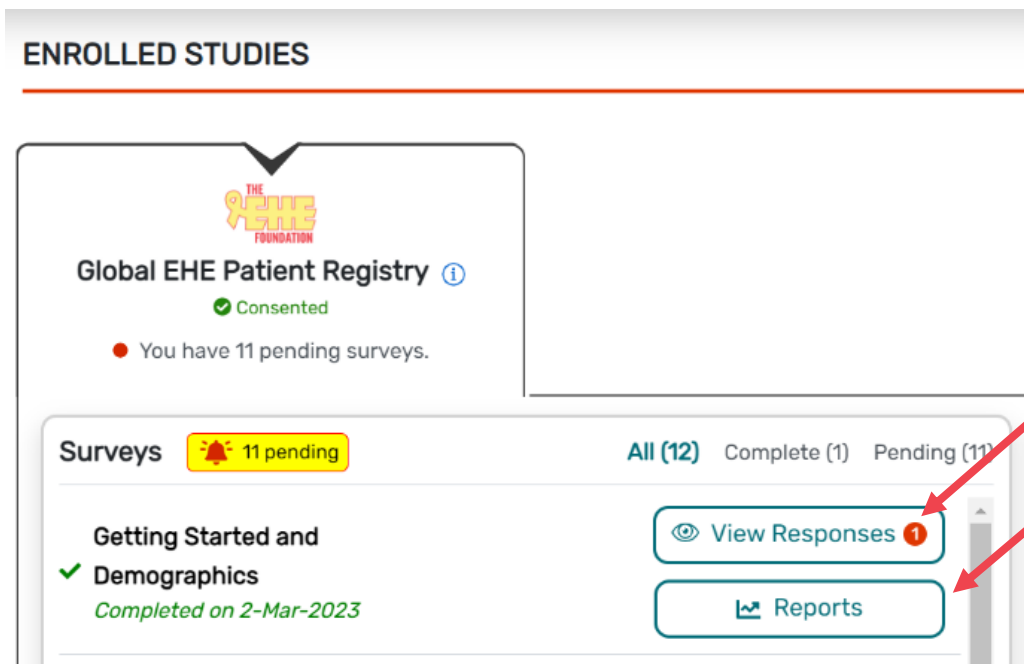 ENROLLED STUDIES
THE
EHE
FOUNDATION
Global EHE Patient Registry
Consented
You have 11 pending surveys.
Surveys 11 pending All (12) Complete (1) Pending (11)
Getting Started and
Demographics
Completed on 2-Mar-2023
View Responses 1
Reports